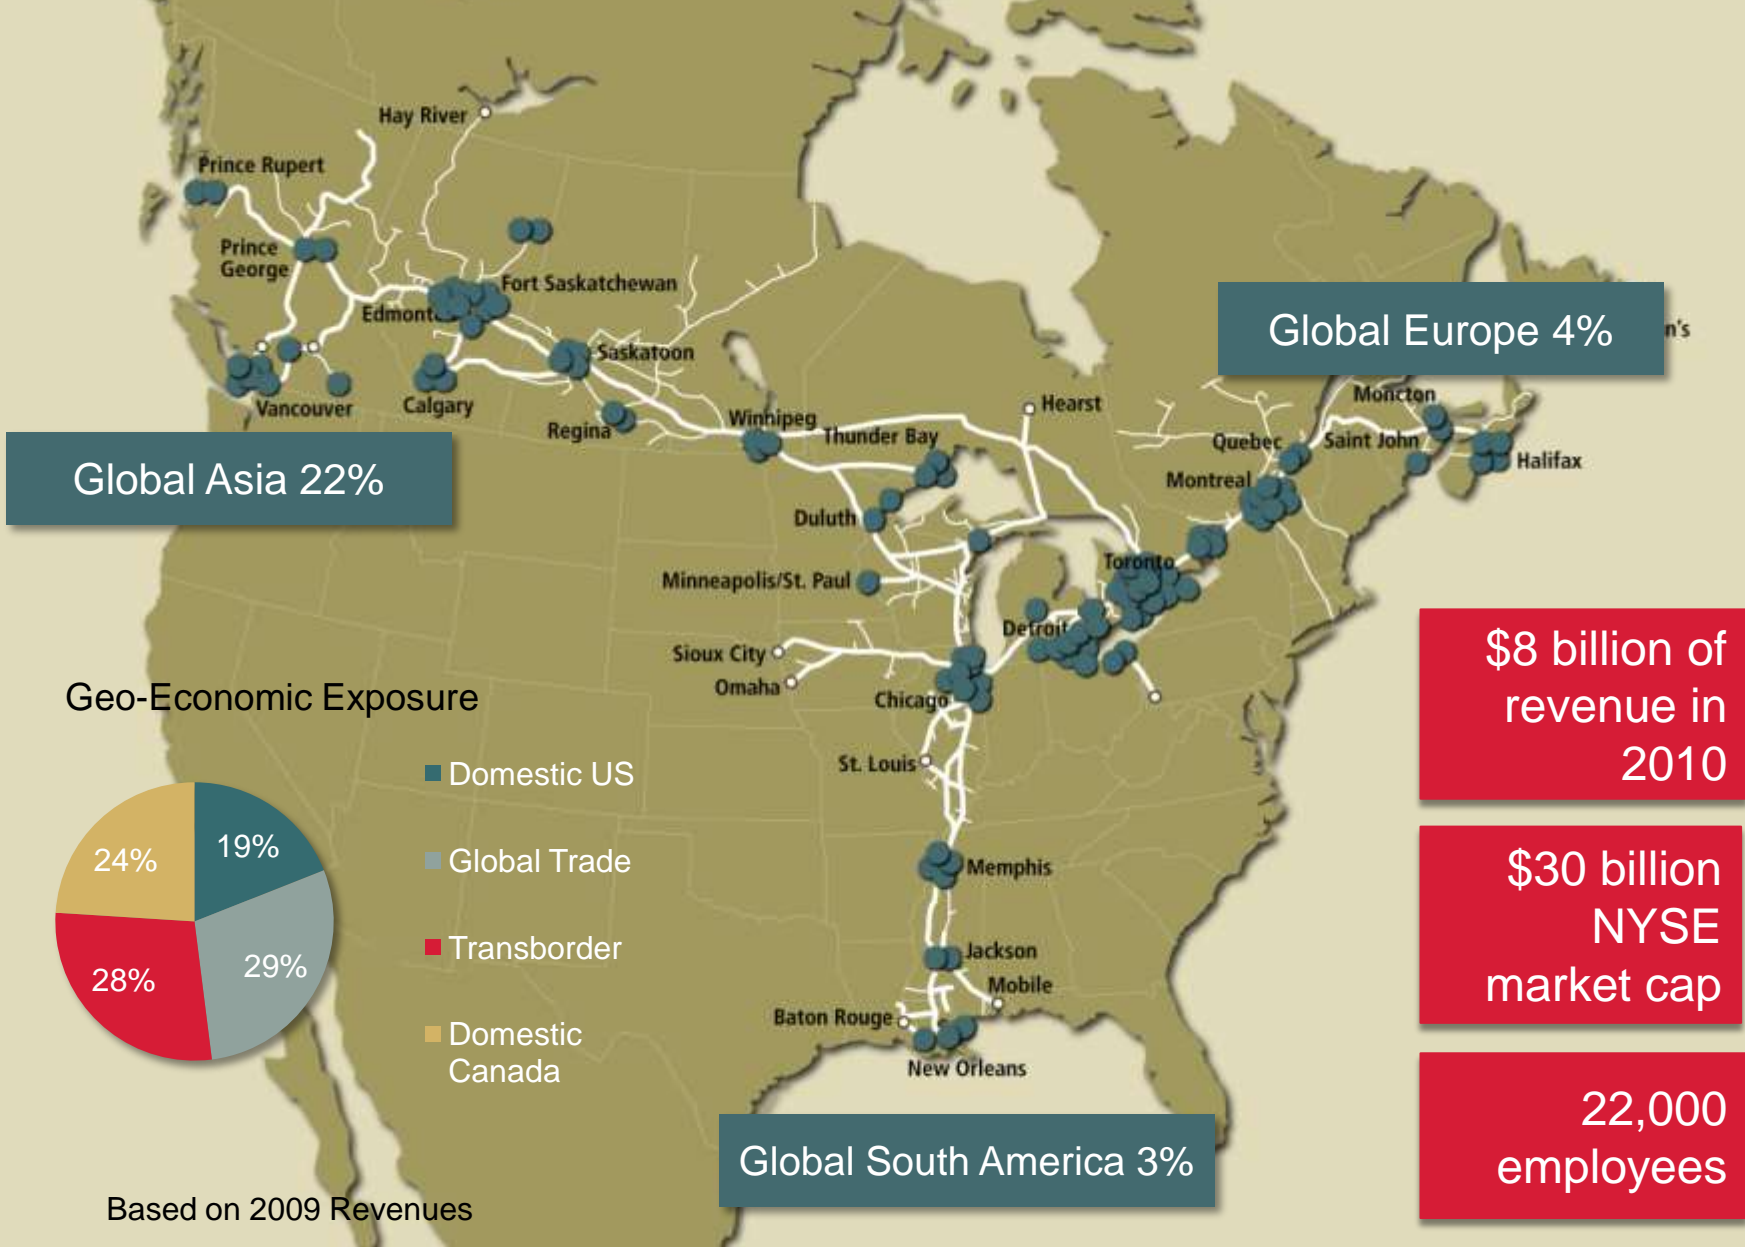 Hay River
Prince Rupert
Prince
George
Fort Saskatchewan
Global Europe 4%
n's
Saskatoon
Moncton
Vancouver
Calgary
Hearst
Regina
Winnipeg
Thunder Bay
Quebec
Saint John
Halifax
Global Asia 22%
Montreal
Duluth
Toronto
Minneapolis/St. Paul
Detroit
Sioux City
Omaha
Chicago
$8 billion of
revenue in
2010
Geo-Economic Exposure
St. Louis
Domestic US
19%
24%
Global Trade
Memphis
$30 billion
NYSE
market cap
Transborder
29%
28%
Jackson
Mobile
Baton Rouge
Domestic
Canada
New Orleans
22,000
employees
Global South America 3%
Based on 2009 Revenues